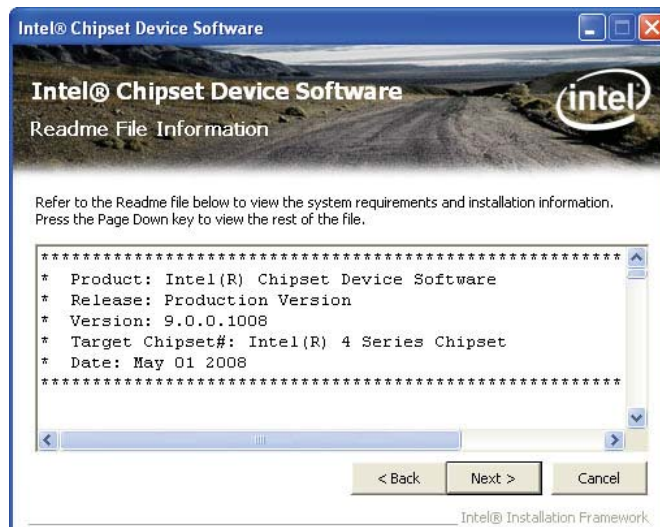 Intel® Chipset Device Software
Intel® Chipset Device Software
intel
Readme File Information
Refer to the Readme file below to view the system requirements and installation information.
Press the Page Down key to view the rest of the file.
********************************************************
* Product: Intel(R) Chipset Device Software
* Release: Production Version
* Version: 9.0.0.1008
* Target Chipset#: Intel(R) 4 Series Chipset
* Date: May 01 2008
********************************************************
< Back Next > Cancel
Intel® Installation Framework